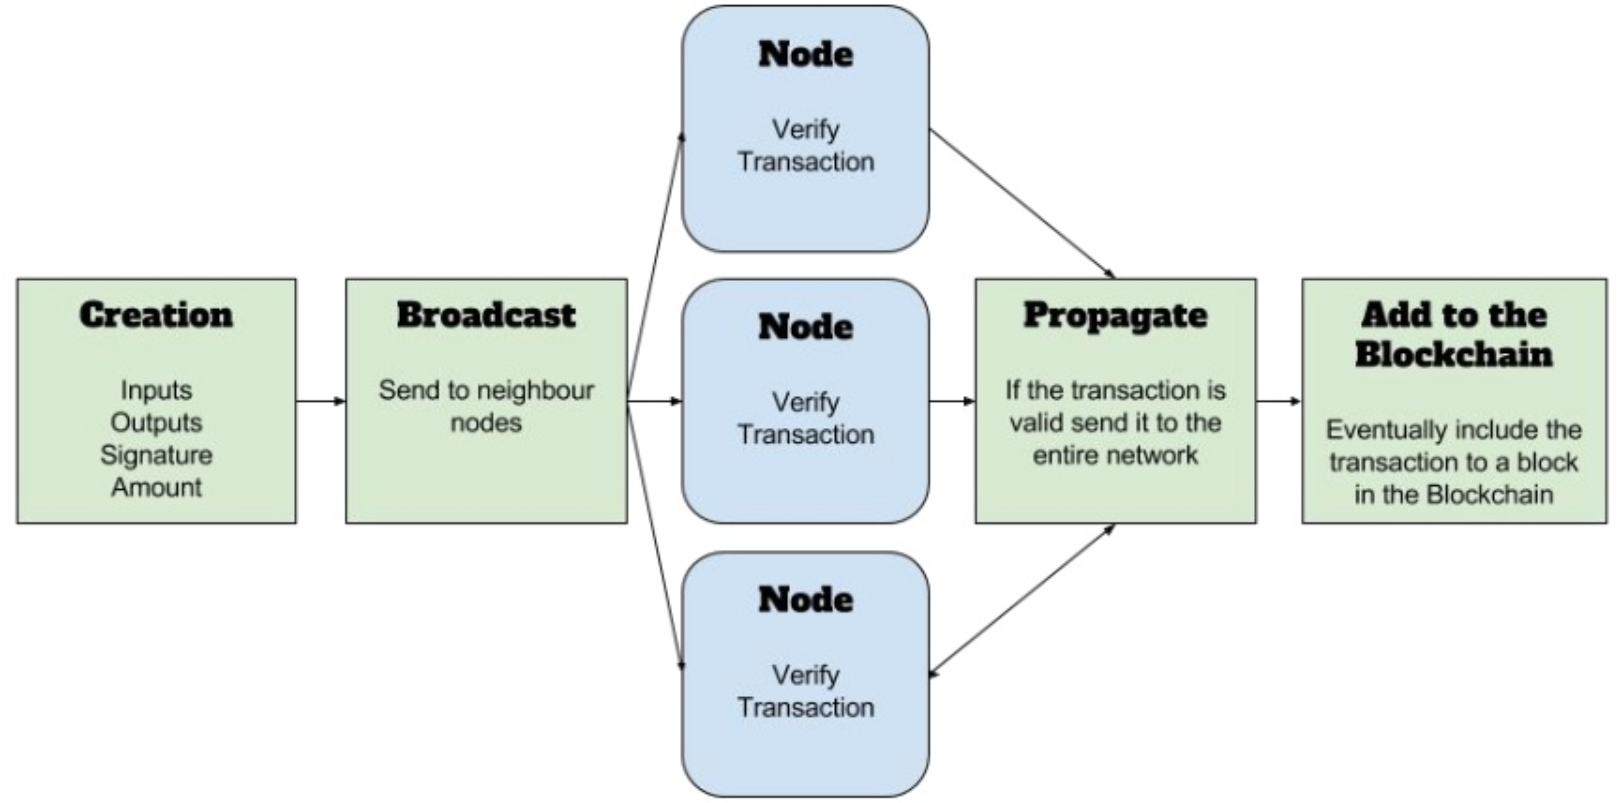 Creation
Inputs
Outputs
Signature
Amount
Broadcast
Send to neighbour
nodes
Node
Verify
Transaction
Node
Verify
Transaction
Node
Verify
Transaction
Propagate
If the transaction is
valid send it to the
entire network
Add to the
Blockchain
Eventually include the
transaction to a block
in the Blockchain